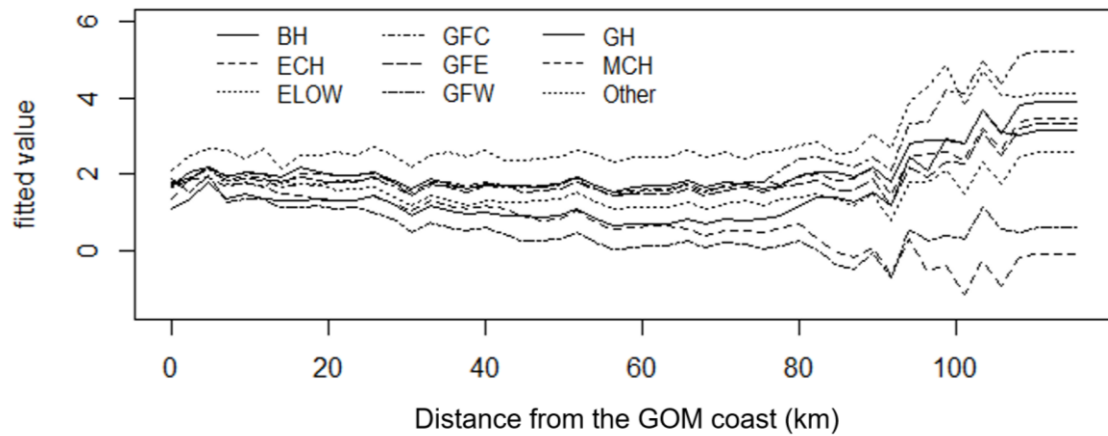 6
BH GFC GH
ECH GFE MCH
ELOW GFW Other
4
2
0
fitted value
0 20 40 60 80 100
Distance from the GOM coast (km)